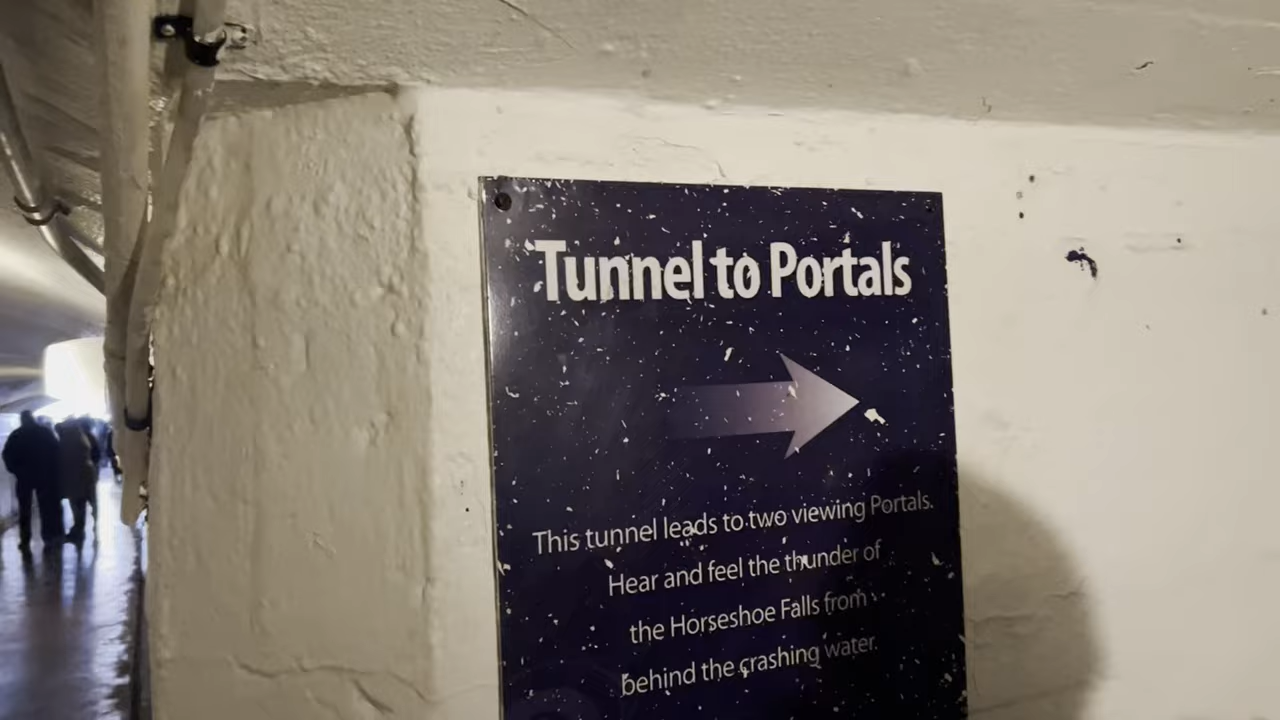 Tunnel to Portals
This tunnel leads to two viewing Portals.
Hear and feel the thunder of
the Horseshoe Falls from
behind the crashing water.